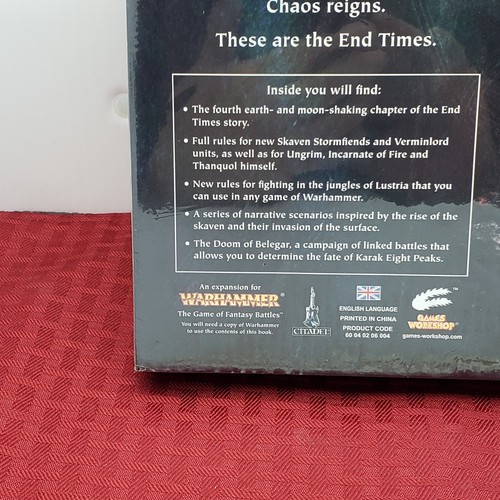 Chaos reigns.
These are the End Times.
Inside you will find:
• The fourth earth- and moon-shaking chapter of the End
Times story.
• Full rules for new Skaven Stormfiends and Verminlord
units, as well as for Ungrim, Incarnate of Fire and
Thanquol himself.
• New rules for fighting in the jungles of Lustria that you
can use in any game of Warhammer.
• A series of narrative scenarios inspired by the rise of the
skaven and their invasion of the surface.
• The Doom of Belegar, a campaign of linked battles that
allows you to determine the fate of Karak Eight Peaks.
An expansion for
WARHAMMER
The Game of Fantasy Battles™
You will need a copy of Warhammer
to use the contents of this book.
CITADEL
ENGLISH LANGUAGE
PRINTED IN CHINA
PRODUCT CODE
60 04 02 06 004
™
GAMES
WORKSHOP
games-workshop.com